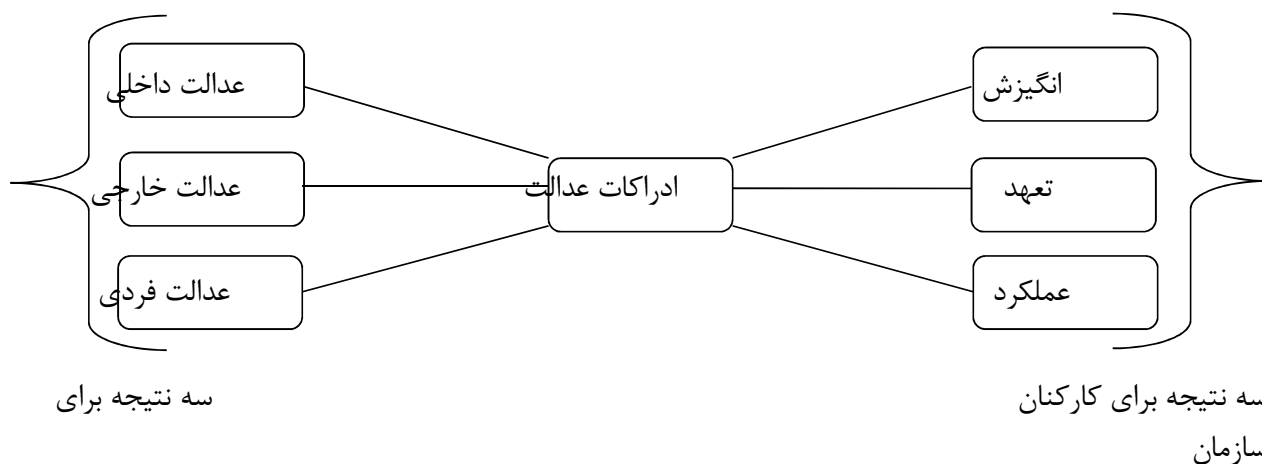 انگیزش
عدالت داخلی
تعهد
ادراکات عدالت
عدالت خارجی
عملکرد
عدالت فردی
سه نتیجه برای کارکنان
سه نتیجه برای
سازمان